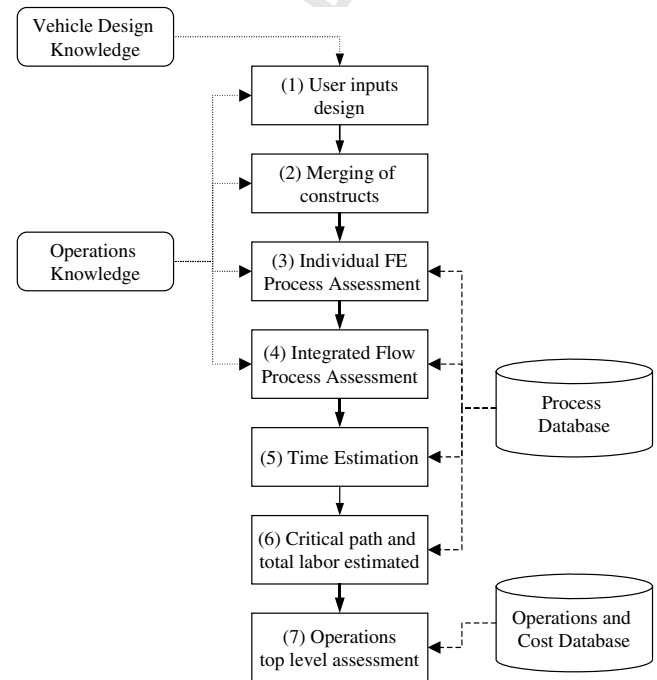 Vehicle Design
Knowledge
(1) User inputs
design
(2) Merging of
constructs
Operations
Knowledge
(3) Individual FE
Process Assessment
(4) Integrated Flow
Process Assessment
Process
Database
(5) Time Estimation
(6) Critical path and
total labor estimated
(7) Operations
top level assessment
Operations and
Cost Database